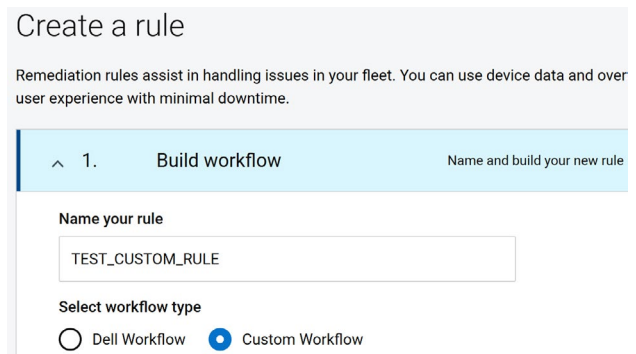 Create a rule
Remediation rules assist in handling issues in your fleet. You can use device data and over
user experience with minimal downtime.
1. Build workflow Name and build your new rule
Name your rule
TEST_CUSTOM_RULE
Select workflow type
Dell Workflow Custom Workflow